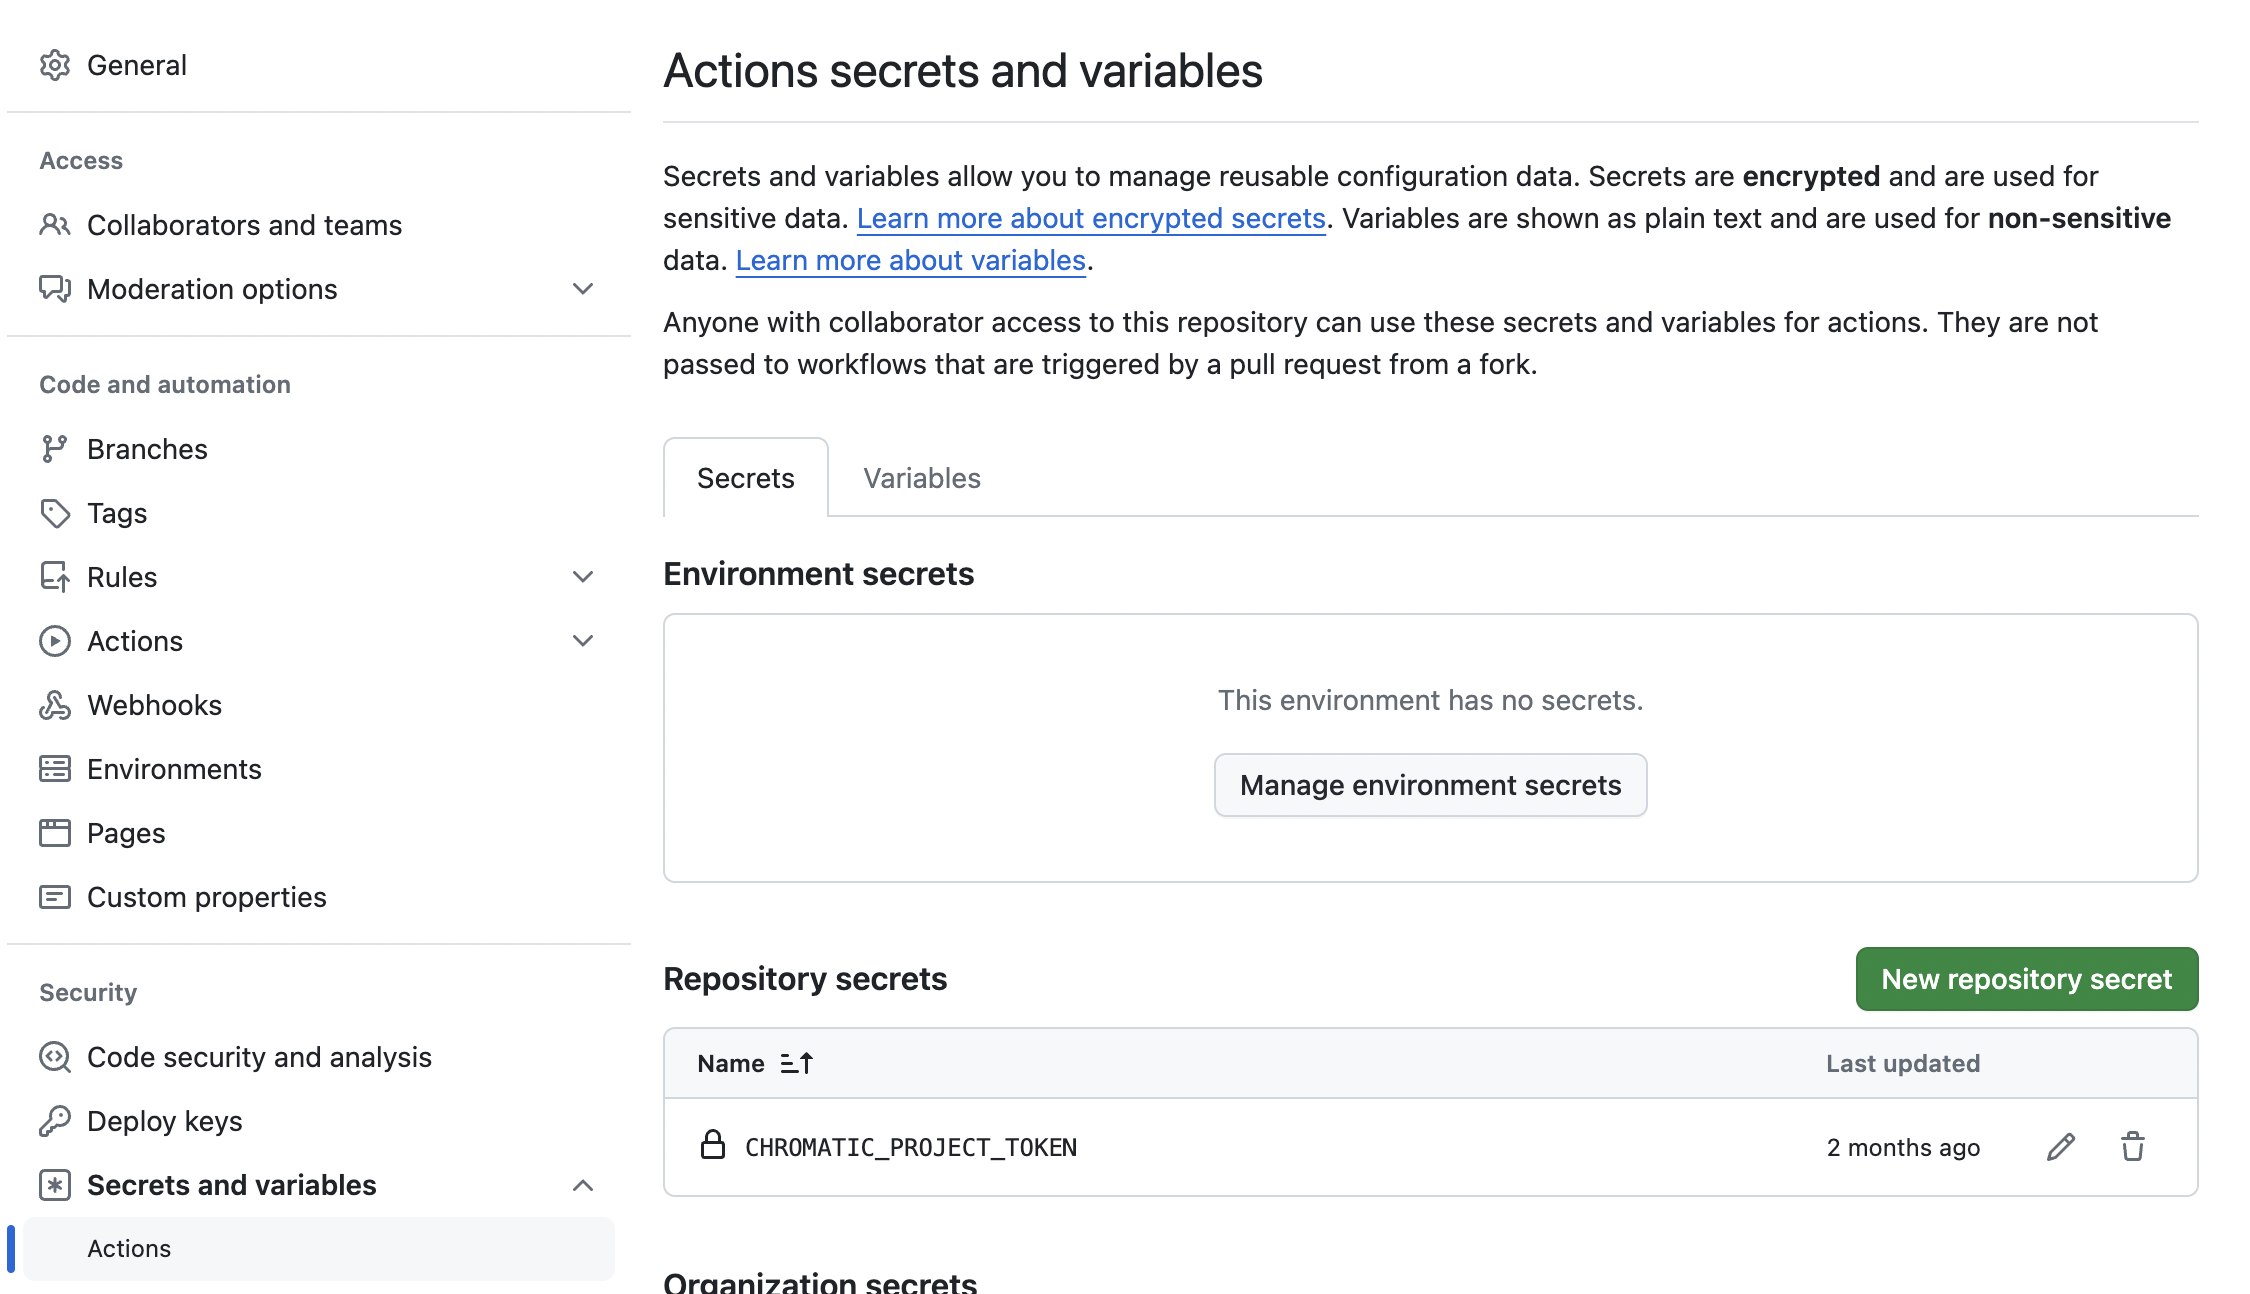 General
Access
Collaborators and teams
Moderation options
Code and automation
Branches
Tags
Rules
Actions
Webhooks
Environments
Pages
Custom properties
Security
Code security and analysis
Deploy keys
Secrets and variables
Actions
Actions secrets and variables
Secrets and variables allow you to manage reusable configuration data. Secrets are encrypted and are used for
sensitive data. Learn more about encrypted secrets. Variables are shown as plain text and are used for non-sensitive
data. Learn more about variables.
Anyone with collaborator access to this repository can use these secrets and variables for actions. They are not
passed to workflows that are triggered by a pull request from a fork.
Secrets Variables
Environment secrets
This environment has no secrets.
Manage environment secrets
Repository secrets New repository secret
Name Last updated
CHROMATIC_PROJECT_TOKEN 2 months ago
Organization secrets